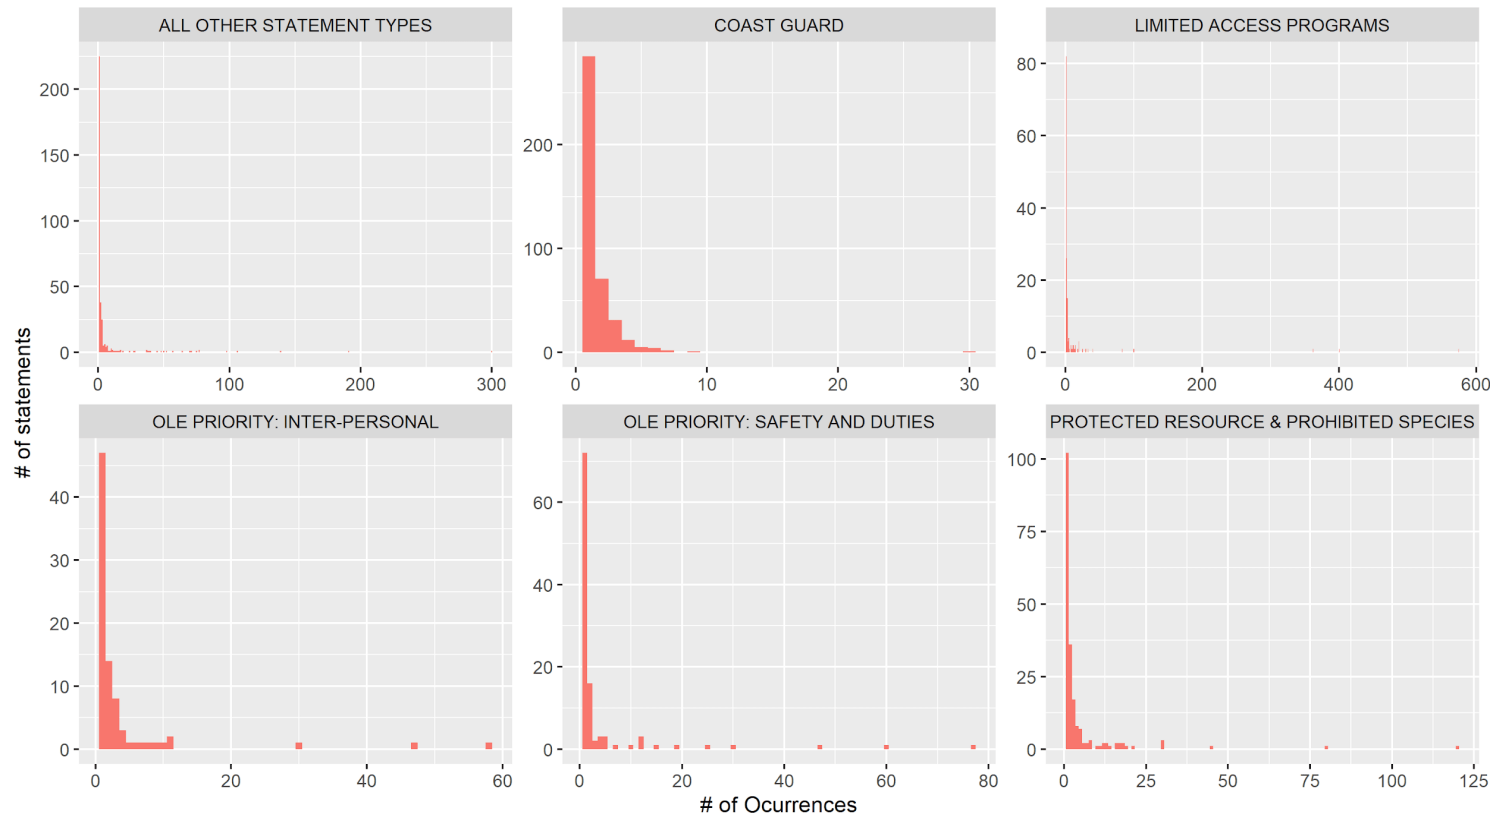 ALL OTHER STATEMENT TYPES
COAST GUARD
LIMITED ACCESS PROGRAMS
200
150
100
50
0
0 100 200 300
200
100
0
0 10 20 30
80
60
40
20
0
0 200 400 600
# of statements
OLE PRIORITY: INTER-PERSONAL
OLE PRIORITY: SAFETY AND DUTIES
PROTECTED RESOURCE & PROHIBITED SPECIES
40
30
20
10
0
0 20 40 60
60
40
20
0
0 20 40 60 80
100
75
50
25
0
0 25 50 75 100 125
# of Ocurrences